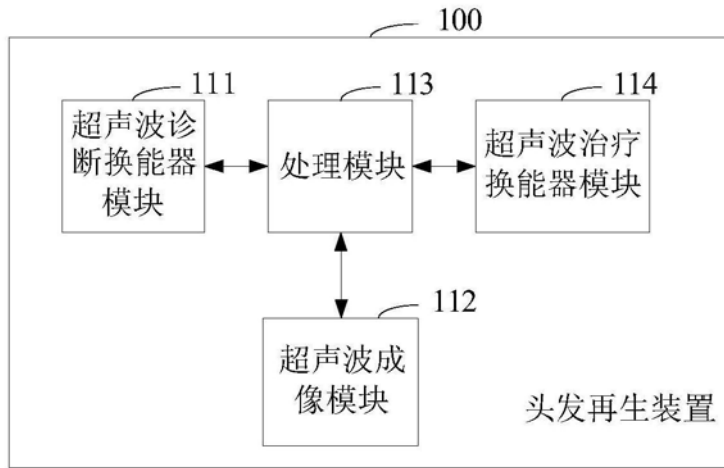 100
111
超声波诊
断换能器
模块
113
处理模块
114
超声波治疗
换能器模块
112
超声波成
像模块
头发再生装置